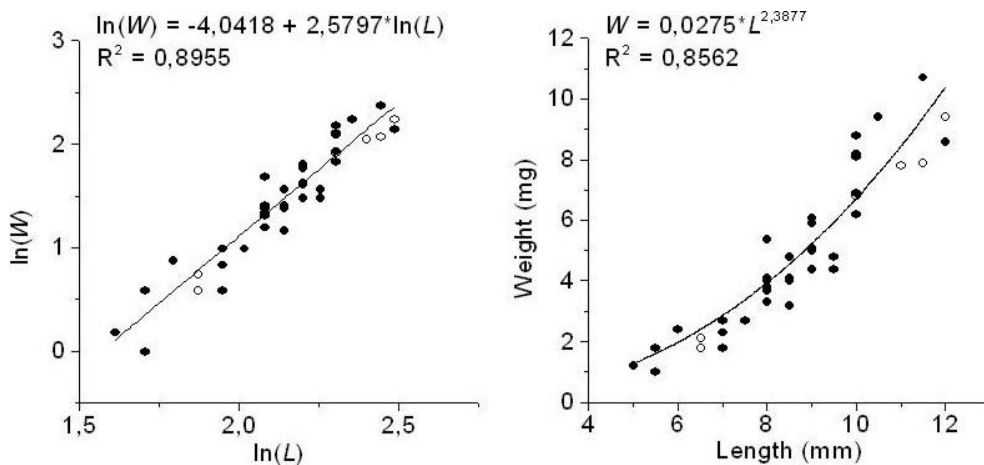 ln(W) = -4,0418 + 2,5797*ln(L)
R² = 0,8955
3
2
1
0
ln(W)
1,5
2,0
2,5
ln(L)
W = 0,0275*L^2,3877
R² = 0,8562
12
10
8
6
4
2
0
Weight (mg)
4
6
8
10
12
Length (mm)